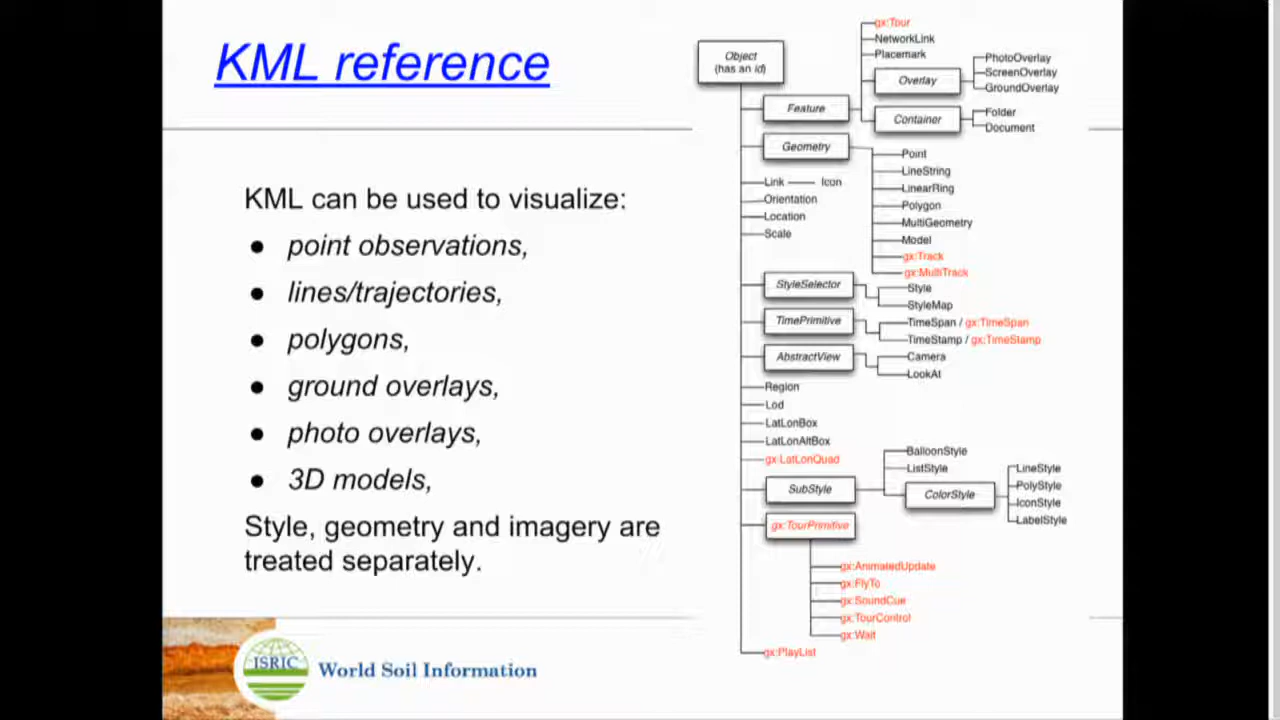 KML reference
KML can be used to visualize:
● point observations,
● lines/trajectories,
● polygons,
● ground overlays,
● photo overlays,
● 3D models,
Style, geometry and imagery are
treated separately.
Object
(has an id)
Feature
gx:Tour
NetworkLink
Placemark
Overlay
PhotoOverlay
ScreenOverlay
GroundOverlay
Container
Folder
Document
Geometry
Point
LineString
LinearRing
Polygon
MultiGeometry
Model
gx:Track
gx:MultiTrack
Link
Icon
Orientation
Location
Scale
StyleSelector
Style
StyleMap
TimePrimitive
TimeSpan / gx:TimeSpan
TimeStamp / gx:TimeStamp
AbstractView
Camera
LookAt
Region
Lod
LatLonBox
LatLonAltBox
gx:LatLonQuad
SubStyle
BalloonStyle
ListStyle
ColorStyle
LineStyle
PolyStyle
IconStyle
LabelStyle
gx:TourPrimitive
gx:AnimatedUpdate
gx:FlyTo
gx:SoundCue
gx:TourControl
gx:Wait
gx:PlayList
ISRIC
World Soil Information